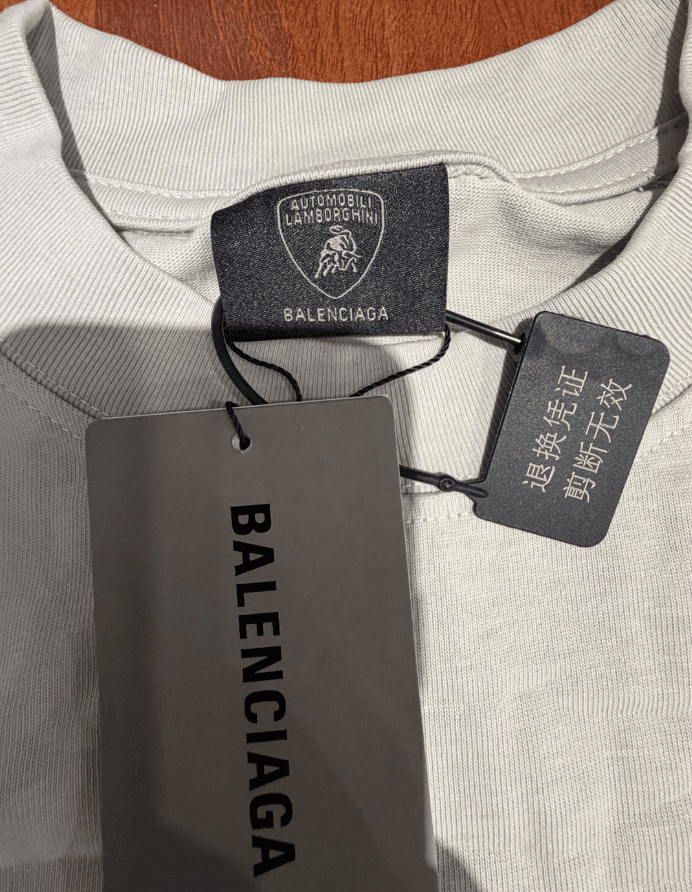 AUTOMOBILI
LAMBORGHINI
BALENCIAGA
退换凭证
剪断无效
BALENCIAGA